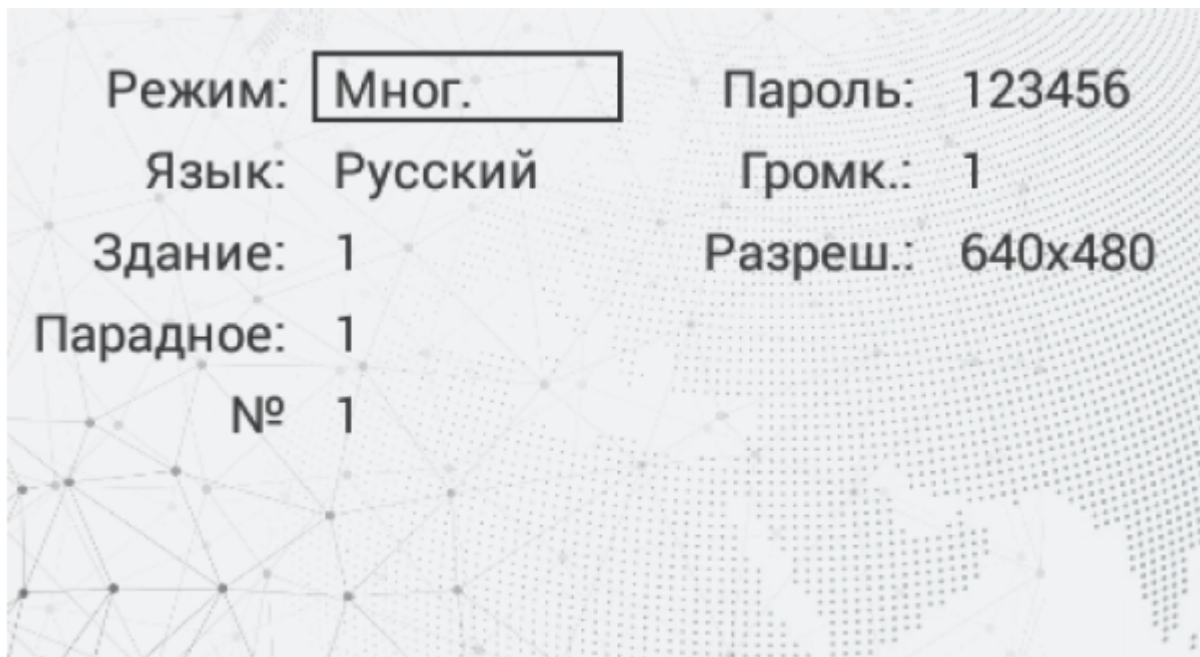 Режим: Мног.
Язык: Русский
Здание: 1
Парадное: 1
№ 1
Пароль: 123456
Громк.: 1
Разреш.: 640x480